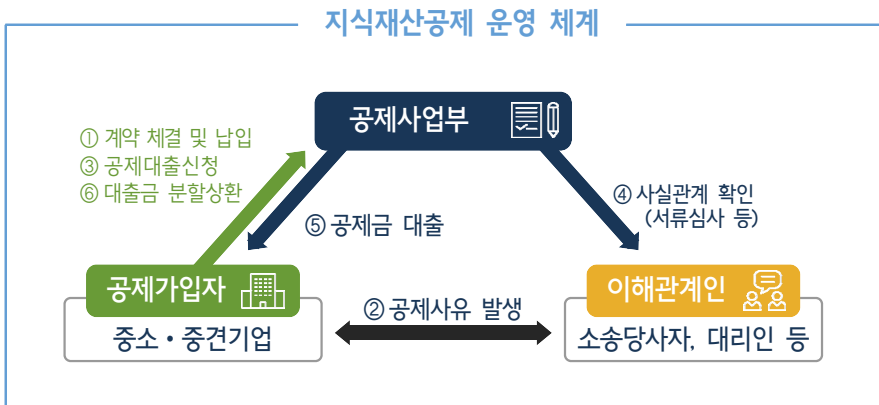 지식재산공제 운영 체계
공제사업부
① 계약 체결 및 납입
③ 공제대출신청
⑥ 대출금 분할상환
④ 사실관계 확인
(서류심사 등)
⑤ 공제금 대출
공제가입자
이해관계인
② 공제사유 발생
중소・중견기업
소송당사자, 대리인 등